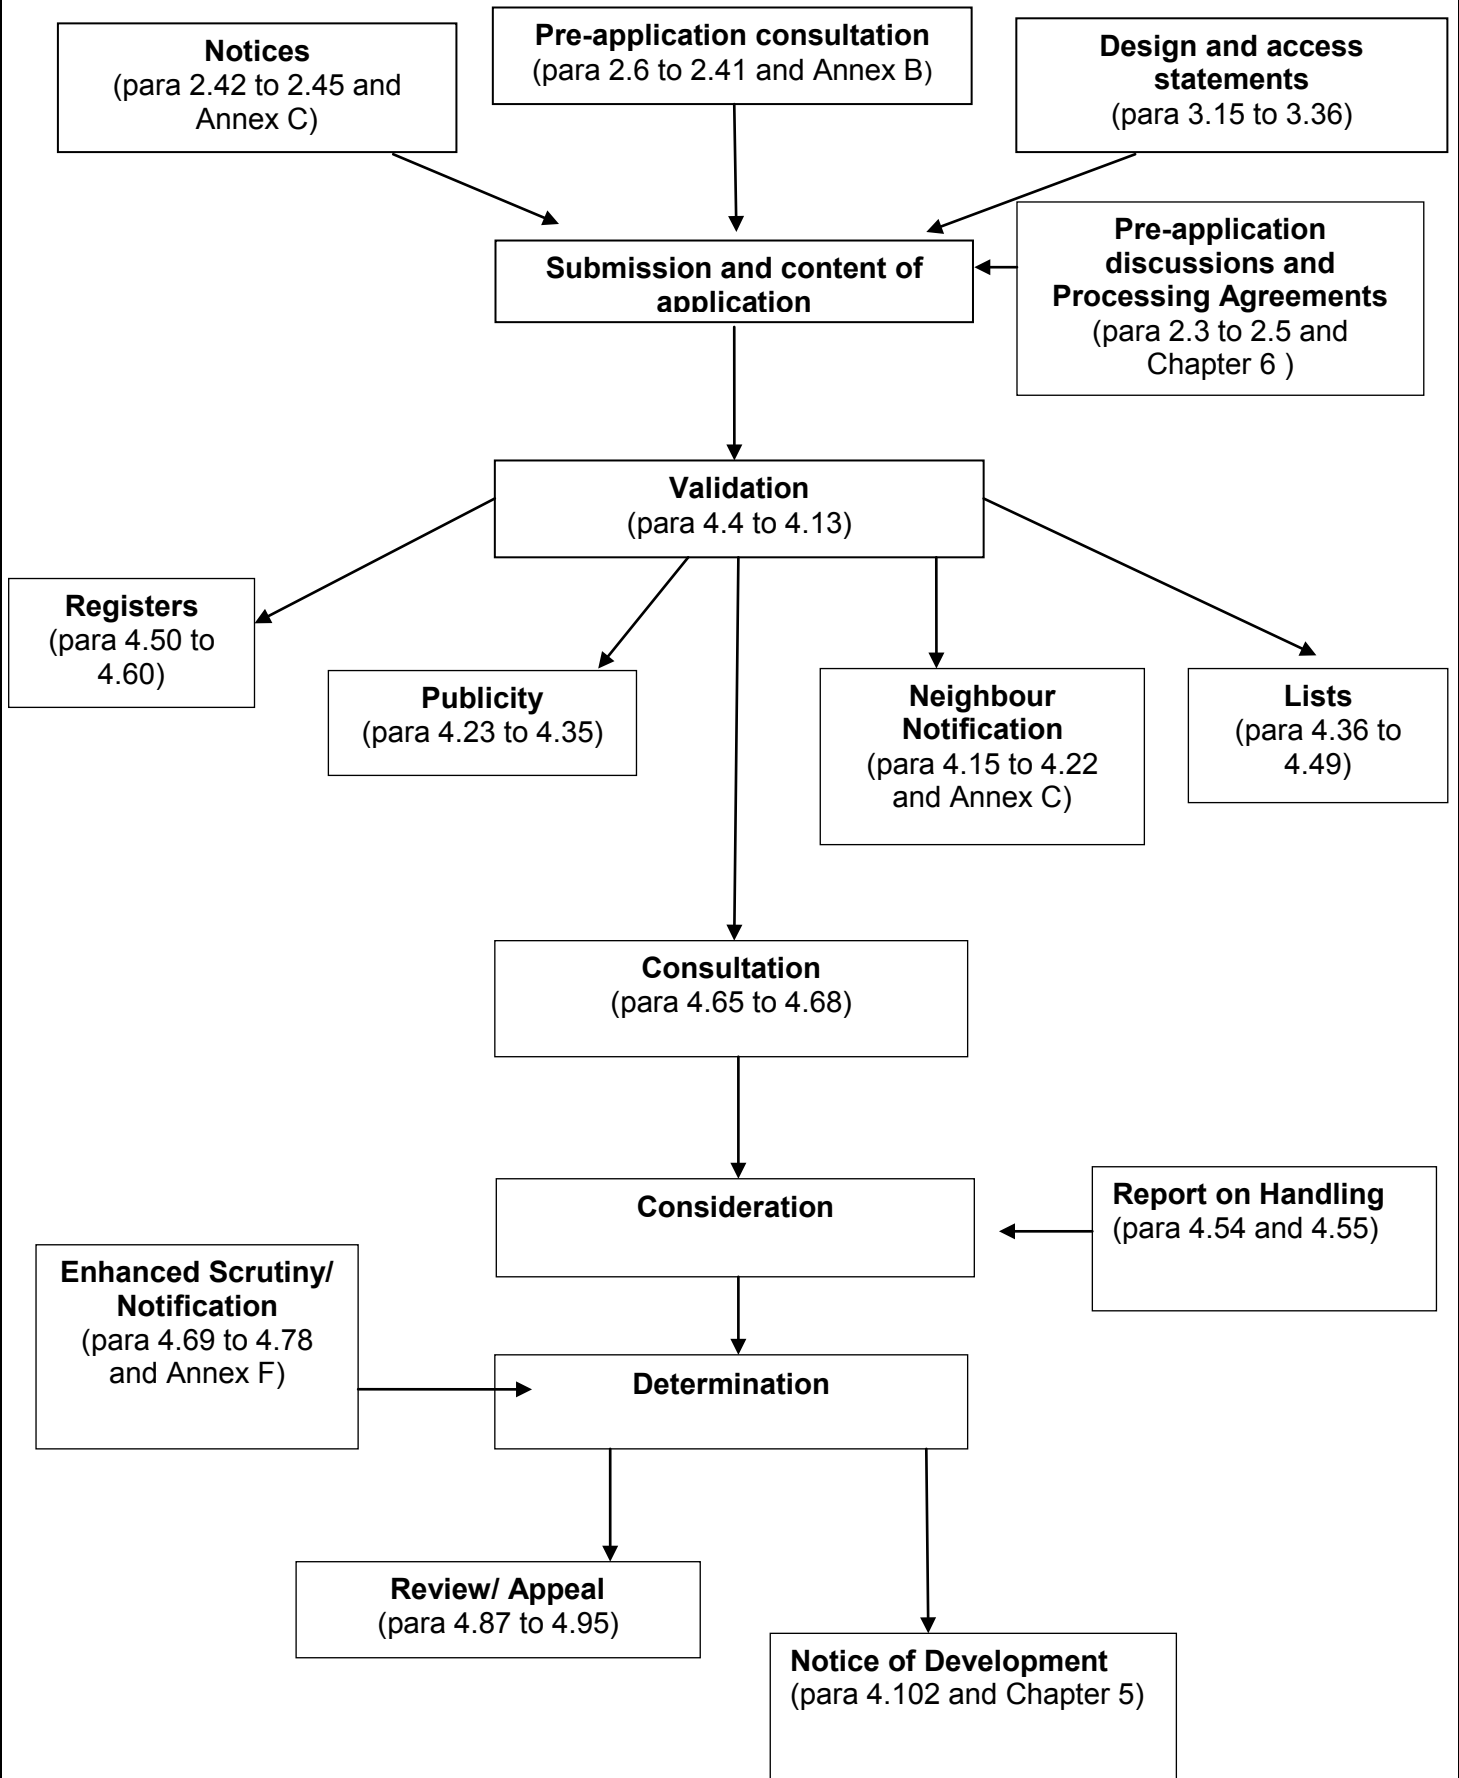 Notices
(para 2.42 to 2.45 and
Annex C)
Pre-application consultation
(para 2.6 to 2.41 and Annex B)
Design and access
statements
(para 3.15 to 3.36)
Submission and content of
application
Pre-application
discussions and
Processing Agreements
(para 2.3 to 2.5 and
Chapter 6 )
Validation
(para 4.4 to 4.13)
Registers
(para 4.50 to
4.60)
Publicity
(para 4.23 to 4.35)
Neighbour
Notification
(para 4.15 to 4.22
and Annex C)
Lists
(para 4.36 to
4.49)
Consultation
(para 4.65 to 4.68)
Consideration
Report on Handling
(para 4.54 and 4.55)
Enhanced Scrutiny/
Notification
(para 4.69 to 4.78
and Annex F)
Determination
Review/ Appeal
(para 4.87 to 4.95)
Notice of Development
(para 4.102 and Chapter 5)